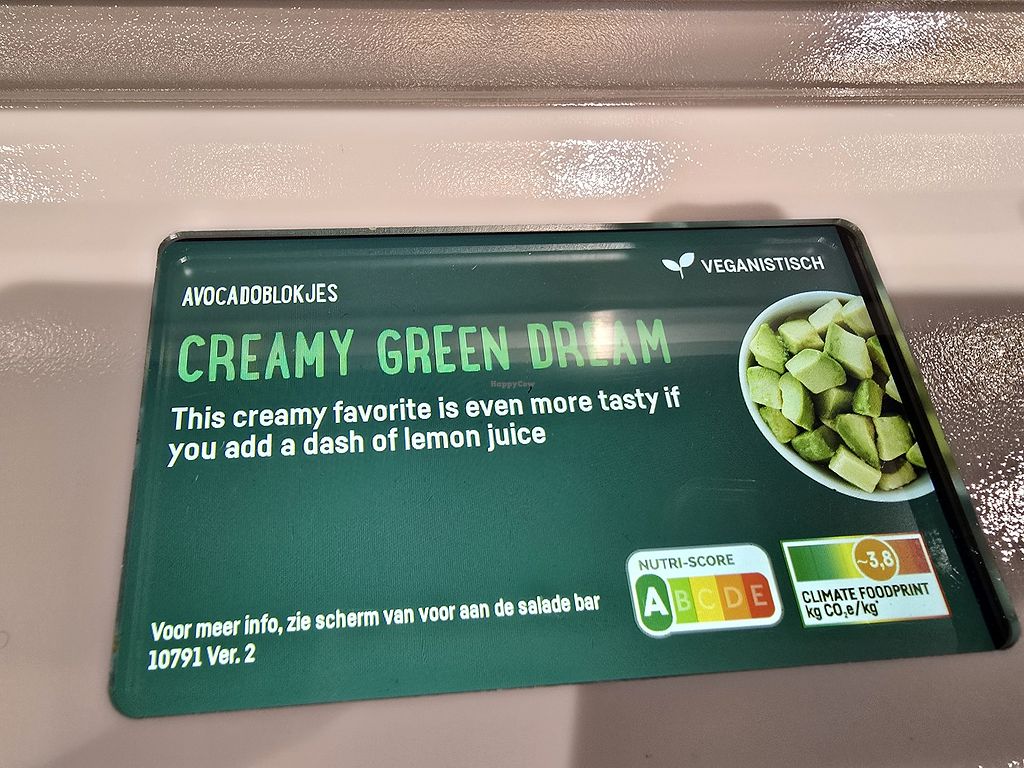 VEGANISTISCH
AVOCADOBLOKJES
CREAMY GREEN DREAM
HappyCow
This creamy favorite is even more tasty if
you add a dash of lemon juice
NUTRI-SCORE
A B C D E
~3,8
CLIMATE FOODPRINT
kg CO₂e/kg
Voor meer info, zie scherm van voor aan de salade bar
10791 Ver. 2